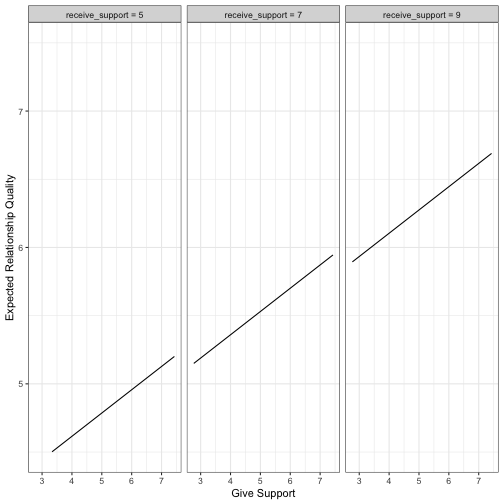 receive_support = 5
receive_support = 7
receive_support = 9
Expected Relationship Quality
7
6
5
3 4 5 6 7
3 4 5 6 7
3 4 5 6 7
Give Support